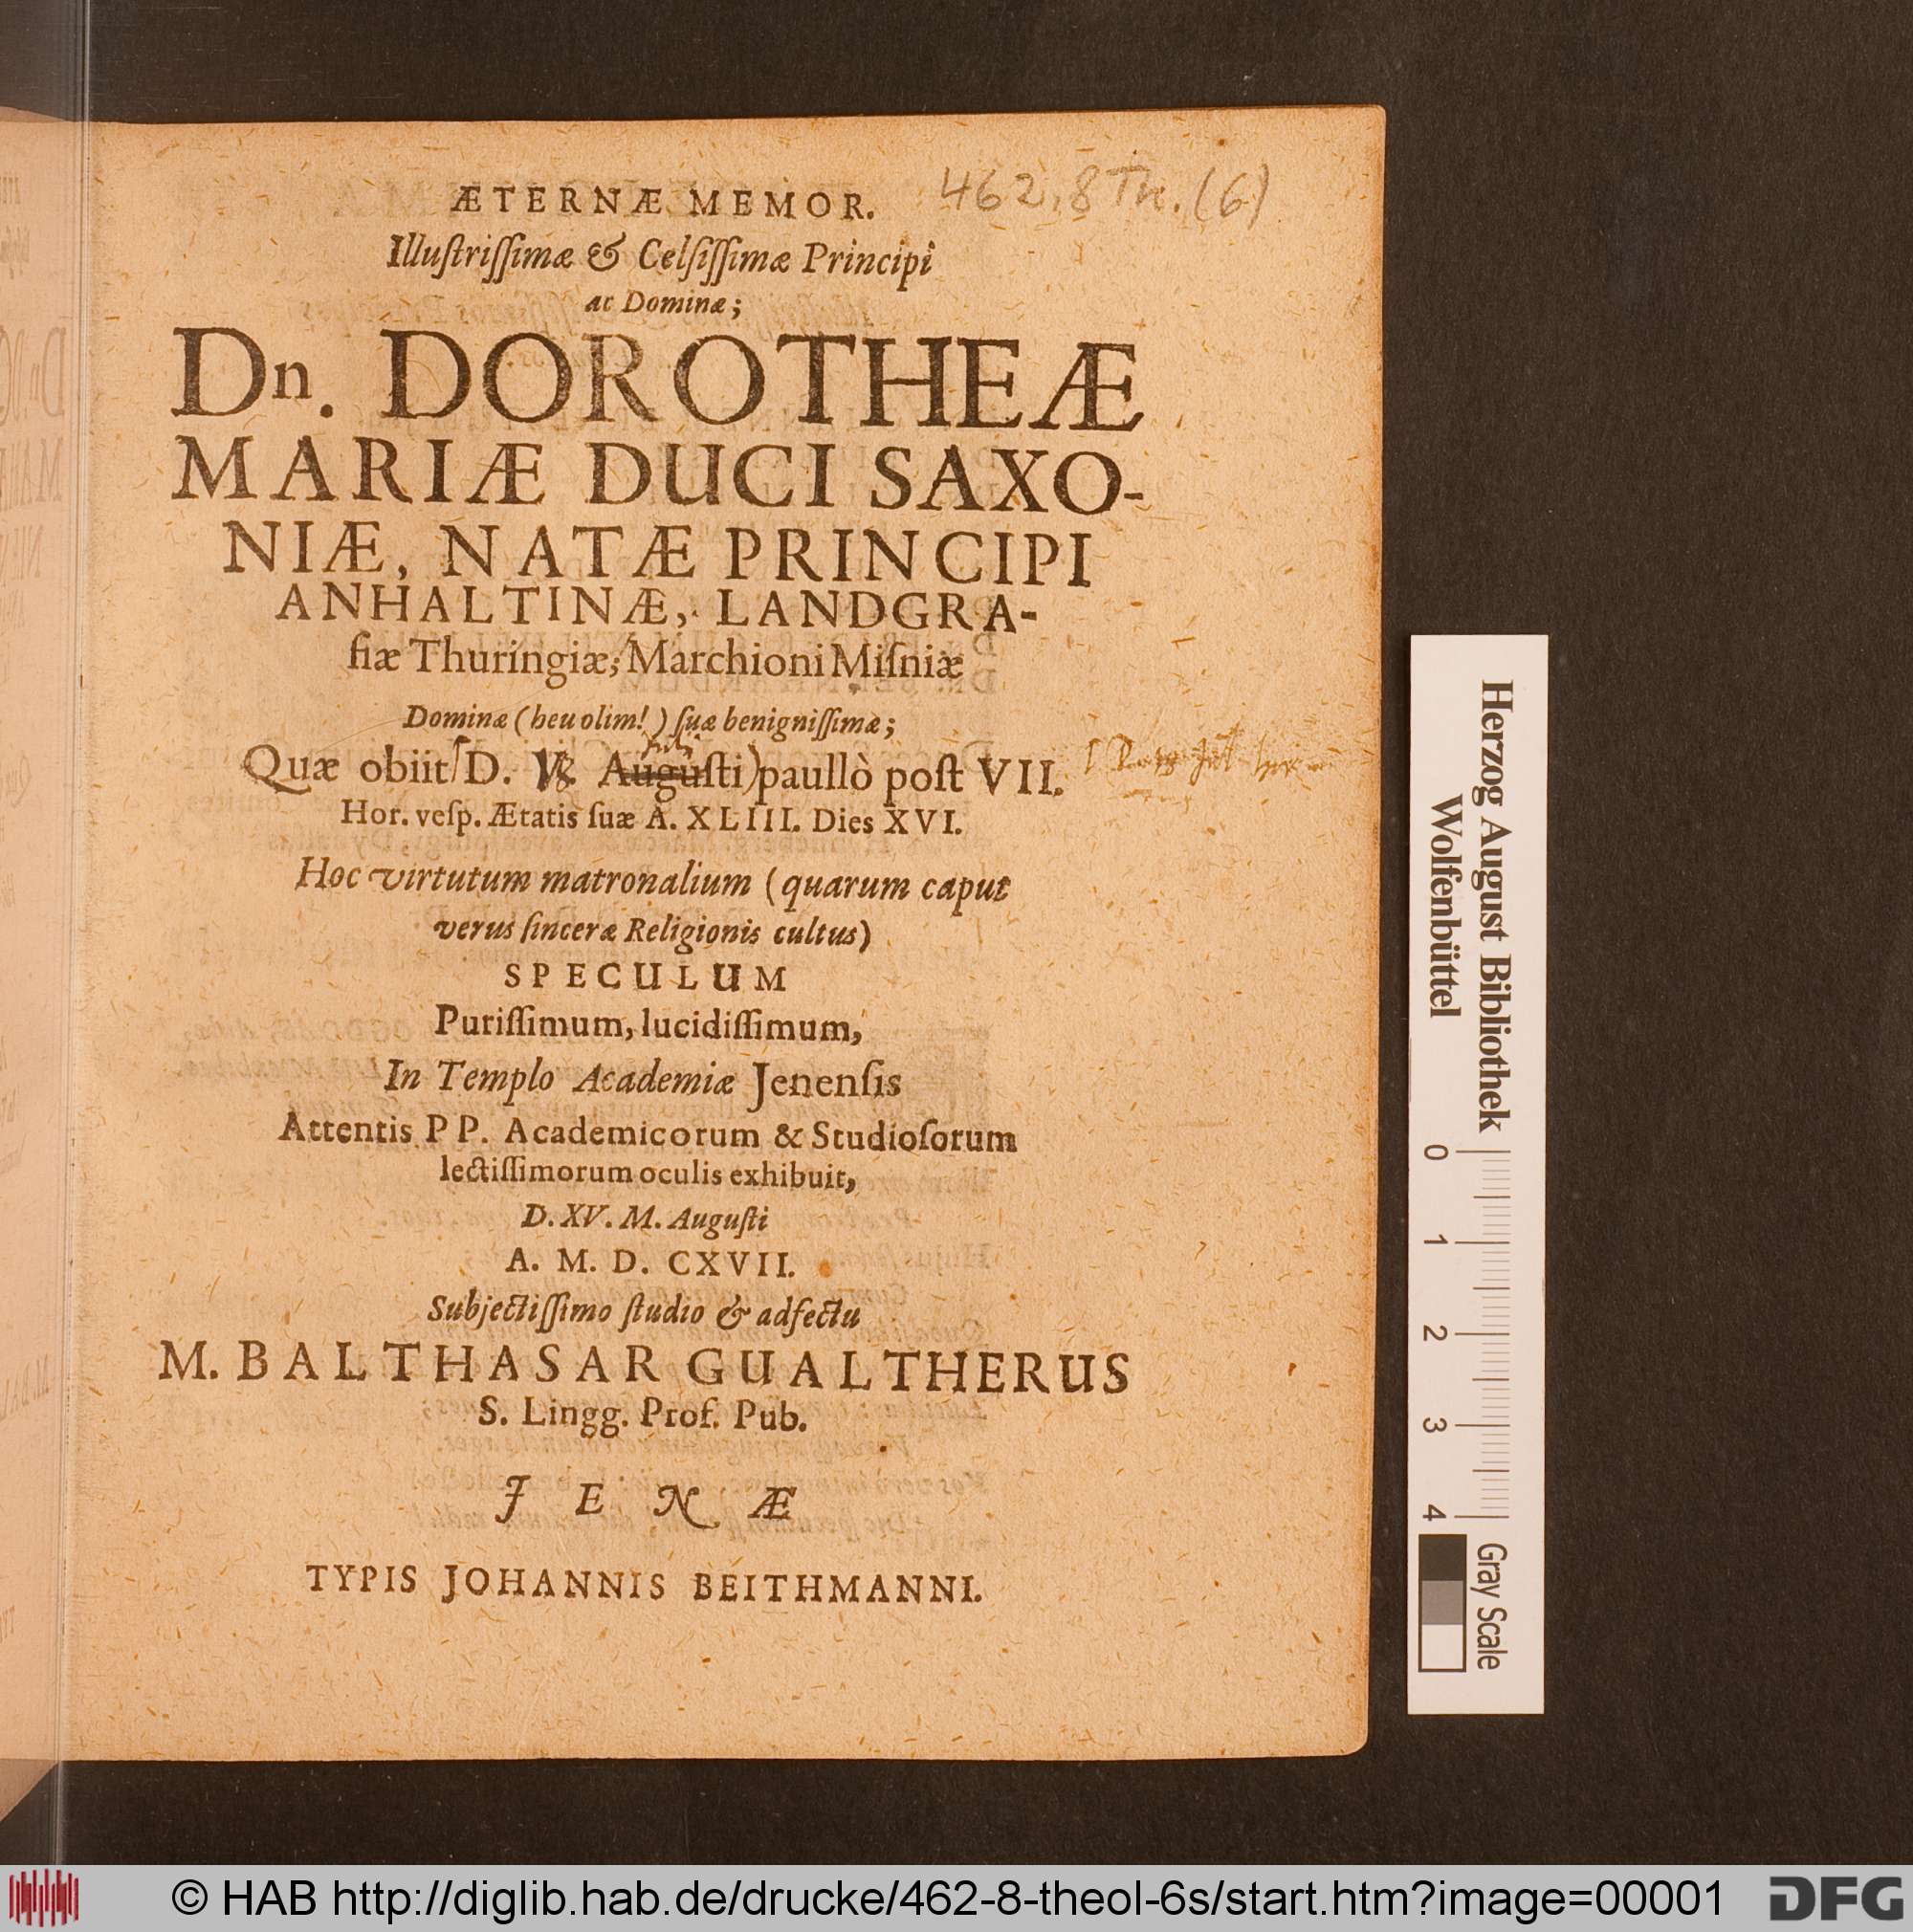 ÆTERNÆ MEMOR.
462.8 Th. (6)
Illuſtriſſimæ & Celſiſſimæ Principi
ac Dominæ;
Dn. DOROTHEÆ
MARIÆ DUCI SAXO-
NIÆ, NATÆ PRINCIPI
ANHALTINÆ, LANDGRA-
fiæ Thuringiæ, Marchioni Miſniæ
Dominæ (heu olim!) ſuæ benigniſſimæ;
Quæ obiit D. Auguſti paullò poſt VII.
Hor. veſp. Ætatis ſuæ A. XLIII. Dies XVI.
Hoc virtutum matronalium (quarum caput
verus ſinceræ Religionis cultus)
SPECULUM
Puriſſimum, lucidiſſimum,
In Templo Academiæ Jenenſis
Attentis PP. Academicorum & Studioſorum
lectiſſimorum oculis exhibuit,
D. XV. M. Auguſti
A. M. D. CXVII.
Subjectiſſimo ſtudio & adfectu
M. BALTHASAR GUALTHERUS
S. Lingg. Prof. Pub.
JENÆ
TYPIS JOHANNIS BEITHMANNI.
Herzog August Bibliothek
Wolfenbüttel
0 1 2 3 4
Gray Scale
© HAB http://diglib.hab.de/drucke/462-8-theol-6s/start.htm?image=00001
DFG